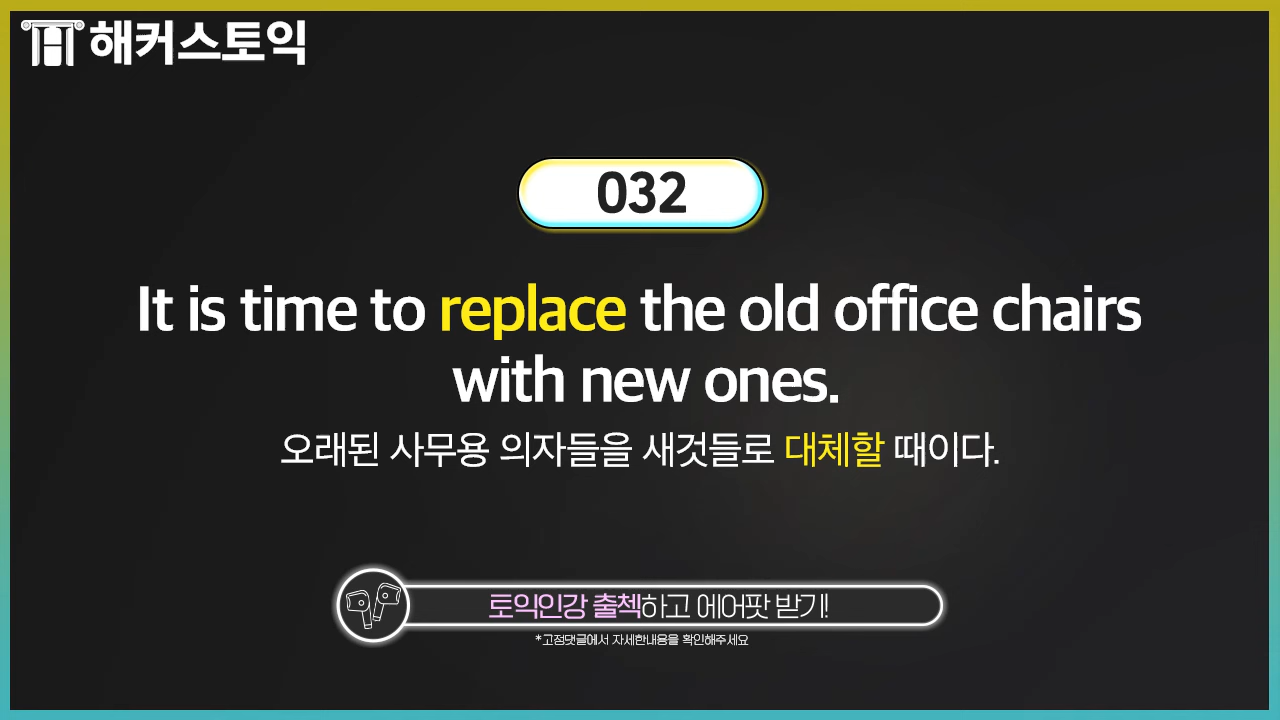 해커스토익
032
It is time to replace the old office chairs
with new ones.
오래된 사무용 의자들을 새것들로 대체할 때이다.
토익인강 출첵하고 에어팟 받기!
*고정댓글에서 자세한내용을 확인해주세요